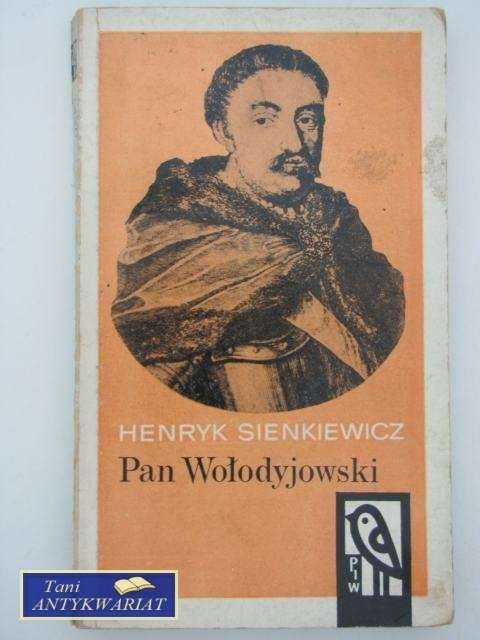 HENRYK SIENKIEWICZ
Pan Wołodyjowski
PIW
Tani
ANTYKWARIAT